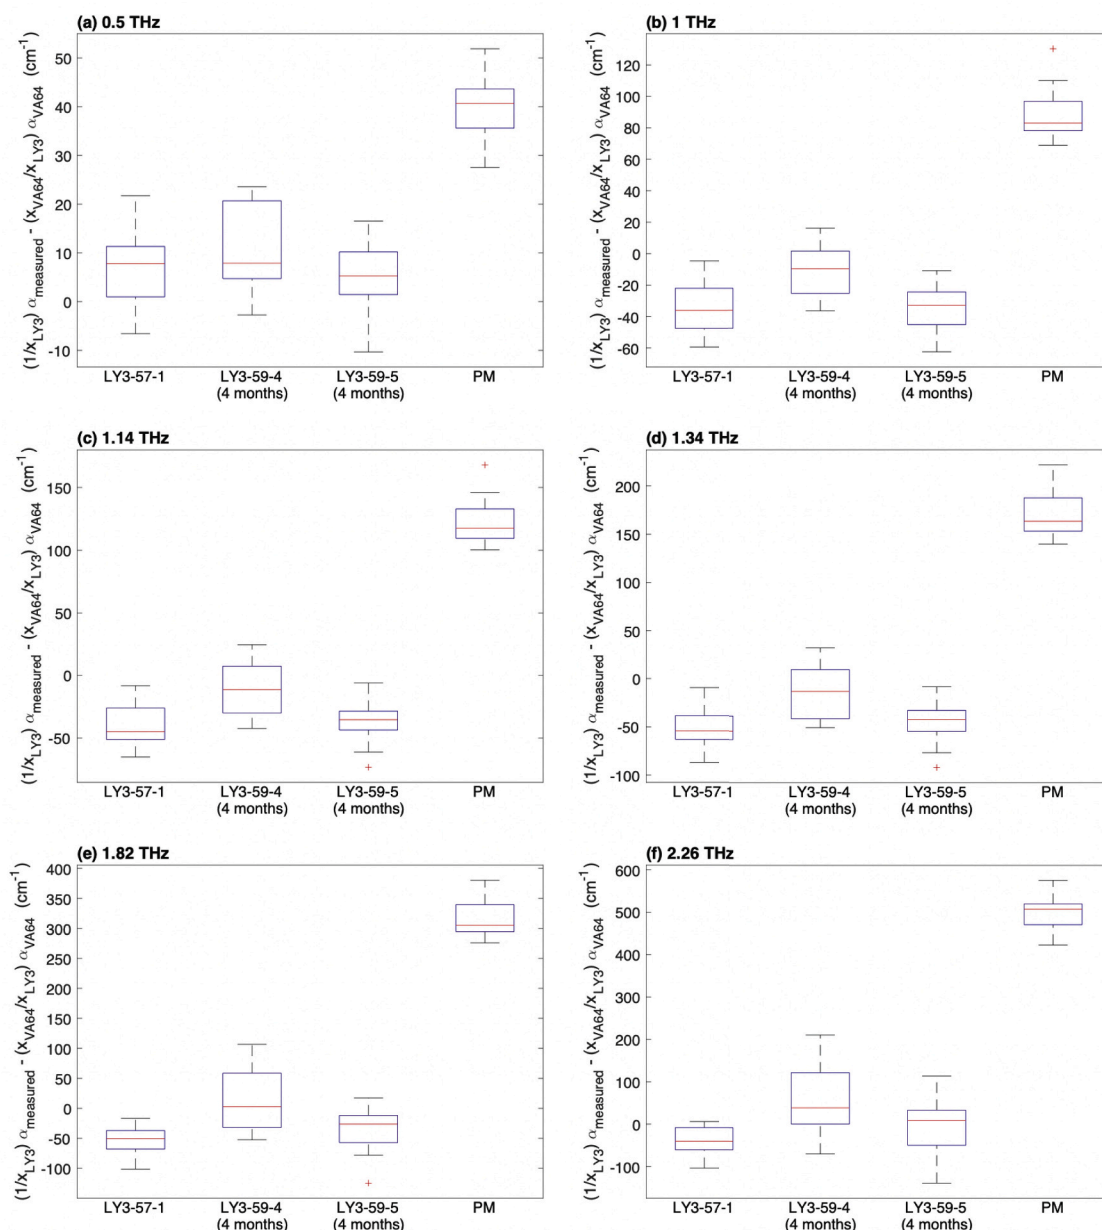 (a) 0.5 THz
(1/x_LY3) α_measured - (x_VA64/x_LY3) α_VA64 (cm⁻¹)
50
40
30
20
10
0
-10
LY3-57-1 LY3-59-4 LY3-59-5 PM
(4 months) (4 months)
(b) 1 THz
(1/x_LY3) α_measured - (x_VA64/x_LY3) α_VA64 (cm⁻¹)
120
100
80
60
40
20
0
-20
-40
-60
LY3-57-1 LY3-59-4 LY3-59-5 PM
(4 months) (4 months)
(c) 1.14 THz
(1/x_LY3) α_measured - (x_VA64/x_LY3) α_VA64 (cm⁻¹)
150
100
50
0
-50
LY3-57-1 LY3-59-4 LY3-59-5 PM
(4 months) (4 months)
(d) 1.34 THz
(1/x_LY3) α_measured - (x_VA64/x_LY3) α_VA64 (cm⁻¹)
200
150
100
50
0
-50
-100
LY3-57-1 LY3-59-4 LY3-59-5 PM
(4 months) (4 months)
(e) 1.82 THz
(1/x_LY3) α_measured - (x_VA64/x_LY3) α_VA64 (cm⁻¹)
400
350
300
250
200
150
100
50
0
-50
-100
LY3-57-1 LY3-59-4 LY3-59-5 PM
(4 months) (4 months)
(f) 2.26 THz
(1/x_LY3) α_measured - (x_VA64/x_LY3) α_VA64 (cm⁻¹)
600
500
400
300
200
100
0
-100
LY3-57-1 LY3-59-4 LY3-59-5 PM
(4 months) (4 months)